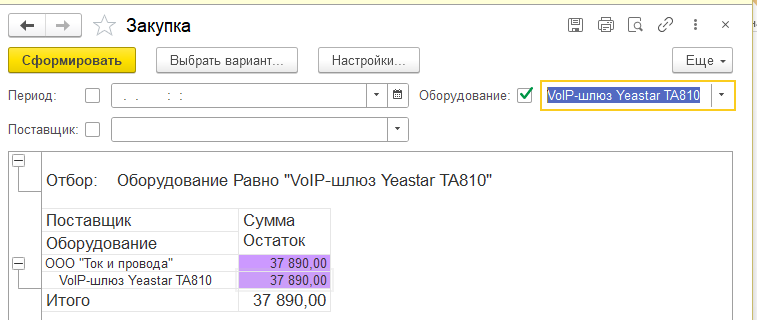 Закупка
Сформировать Выбрать вариант... Настройки... Еще
Период: . . : : Оборудование: VoIP-шлюз Yeastar TA810
Поставщик:
Отбор: Оборудование Равно "VoIP-шлюз Yeastar TA810"
Поставщик Сумма
Оборудование Остаток
ООО "Ток и провода" 37 890,00
VoIP-шлюз Yeastar TA810 37 890,00
Итого 37 890,00